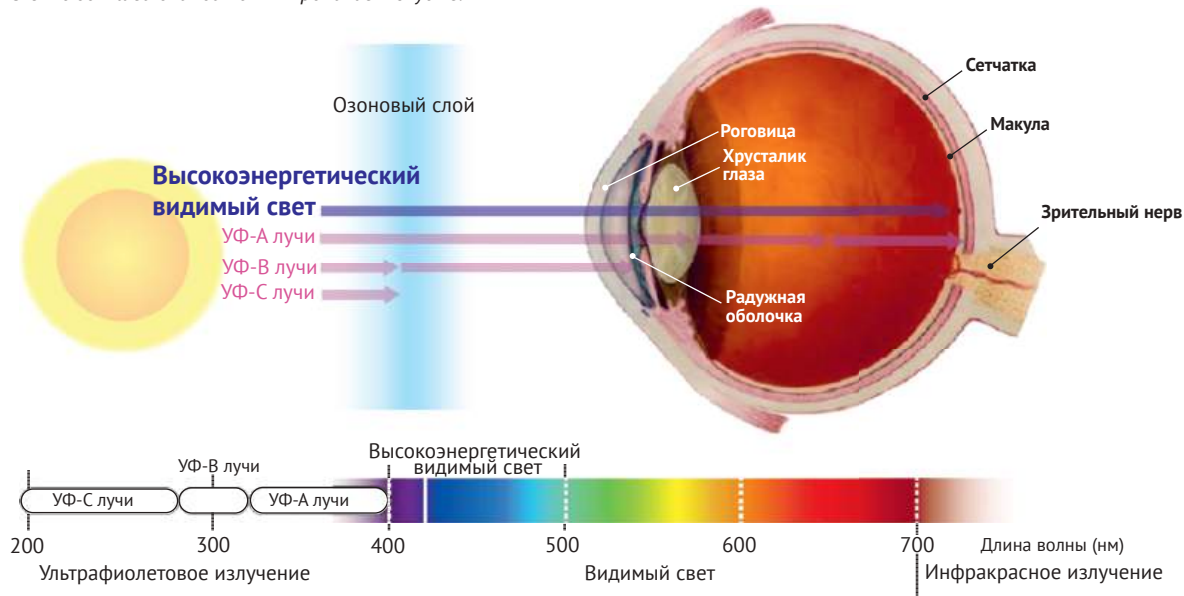 Озоновый слой
Сетчатка
Макула
Роговица
Хрусталик
глаза
Высокоэнергетический
видимый свет
Зрительный нерв
УФ-А лучи
УФ-В лучи
УФ-С лучи
Радужная
оболочка
Высокоэнергетический
видимый свет
УФ-В лучи
УФ-С лучи
УФ-А лучи
200
300
400
500
600
700
Длина волны (нм)
Ультрафиолетовое излучение
Видимый свет
Инфракрасное излучение